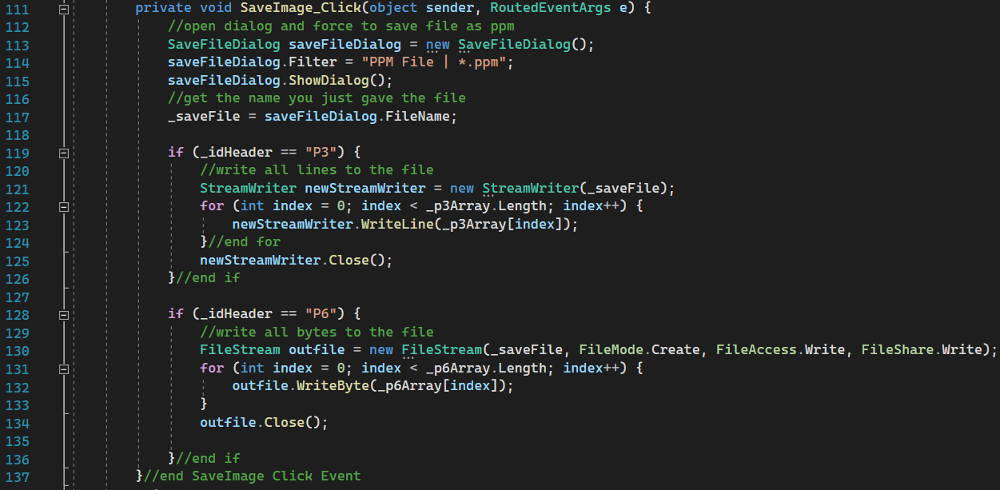 111 private void SaveImage_Click(object sender, RoutedEventArgs e) {
112 //open dialog and force to save file as ppm
113 SaveFileDialog saveFileDialog = new SaveFileDialog();
114 saveFileDialog.Filter = "PPM File | *.ppm";
115 saveFileDialog.ShowDialog();
116 //get the name you just gave the file
117 _saveFile = saveFileDialog.FileName;
118
119 if (_idHeader == "P3") {
120 //write all lines to the file
121 StreamWriter newStreamWriter = new StreamWriter(_saveFile);
122 for (int index = 0; index < _p3Array.Length; index++) {
123 newStreamWriter.WriteLine(_p3Array[index]);
124 }//end for
125 newStreamWriter.Close();
126 }//end if
127
128 if (_idHeader == "P6") {
129 //write all bytes to the file
130 FileStream outfile = new FileStream(_saveFile, FileMode.Create, FileAccess.Write, FileShare.Write);
131 for (int index = 0; index < _p6Array.Length; index++) {
132 outfile.WriteByte(_p6Array[index]);
133 }
134 outfile.Close();
135
136 }//end if
137 }//end SaveImage Click Event